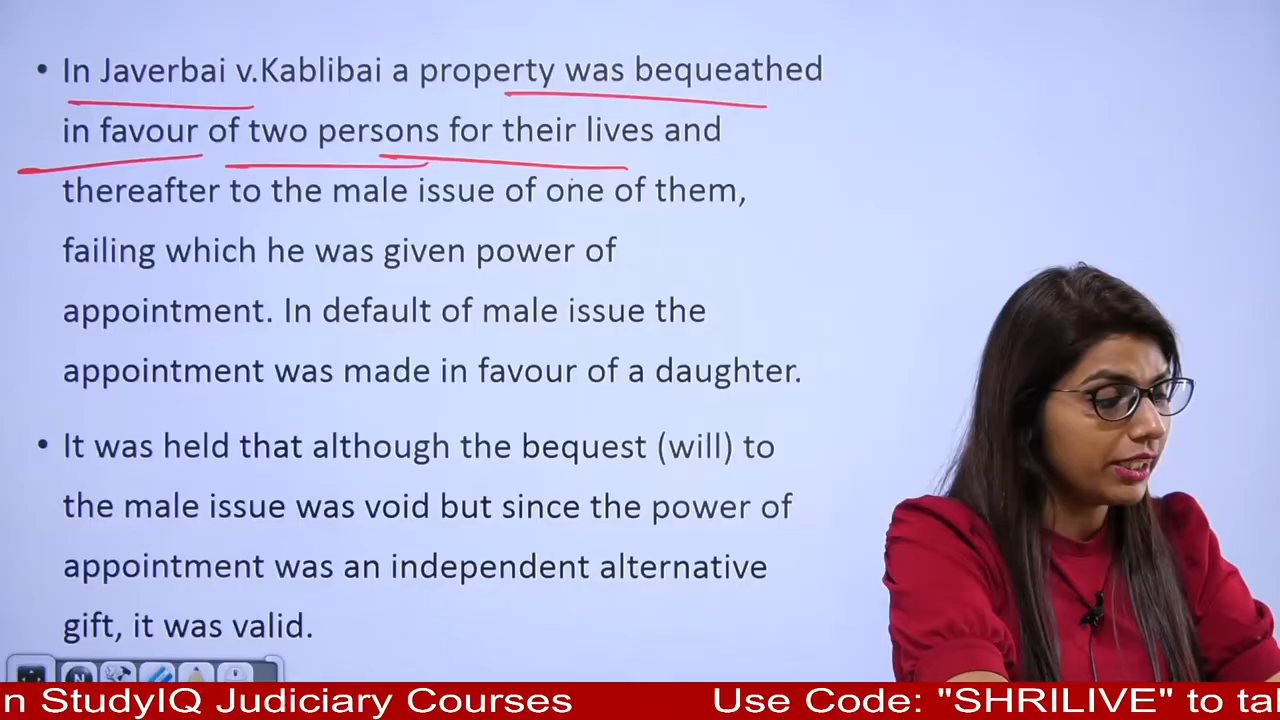 • In Javerbai v.Kablibai a property was bequeathed
in favour of two persons for their lives and
thereafter to the male issue of one of them,
failing which he was given power of
appointment. In default of male issue the
appointment was made in favour of a daughter.
• It was held that although the bequest (will) to
the male issue was void but since the power of
appointment was an independent alternative
gift, it was valid.
n StudyIQ Judiciary Courses Use Code: "SHRILIVE" to tal